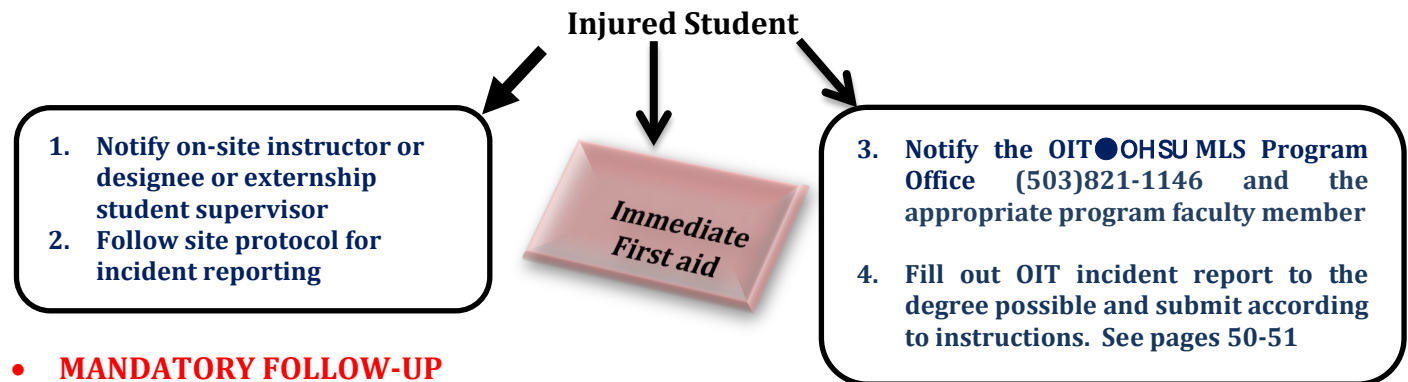 Injured Student
1. Notify on-site instructor or
designee or externship
student supervisor
2. Follow site protocol for
incident reporting
Immediate
First aid
3. Notify the OIT●OHSU MLS Program
Office (503)821-1146 and the
appropriate program faculty member
4. Fill out OIT incident report to the
degree possible and submit according
to instructions. See pages 50-51
• MANDATORY FOLLOW-UP